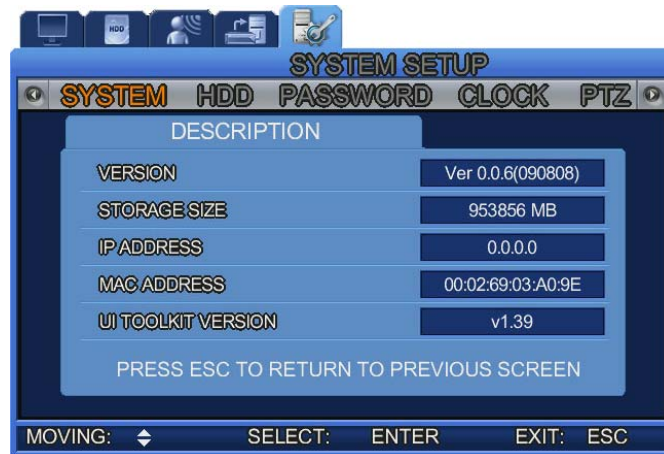 HDD
SYSTEM SETUP
SYSTEM HDD PASSWORD CLOCK PTZ
DESCRIPTION
VERSION Ver 0.0.6(090808)
STORAGE SIZE 953856 MB
IP ADDRESS 0.0.0.0
MAC ADDRESS 00:02:69:03:A0:9E
UI TOOLKIT VERSION v1.39
PRESS ESC TO RETURN TO PREVIOUS SCREEN
MOVING: SELECT: ENTER EXIT: ESC